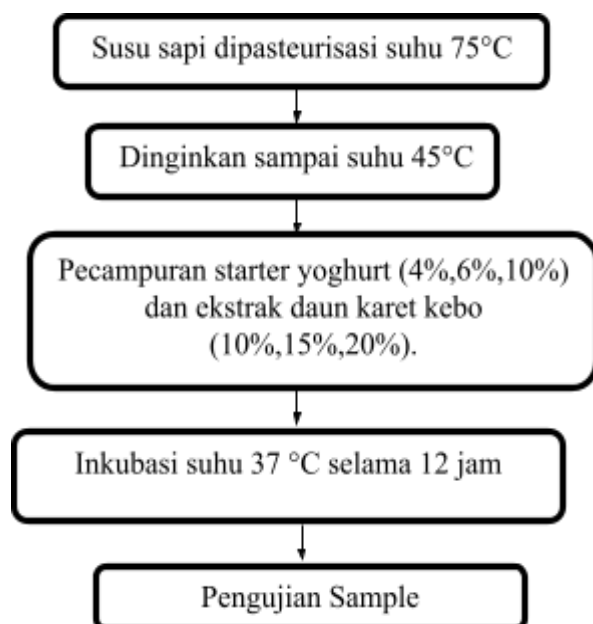 Susu sapi dipasteurisasi suhu 75°C
Dinginkan sampai suhu 45°C
Pecampuran starter yoghurt (4%,6%,10%)
dan ekstrak daun karet kebo
(10%,15%,20%).
Inkubasi suhu 37 °C selama 12 jam
Pengujian Sample